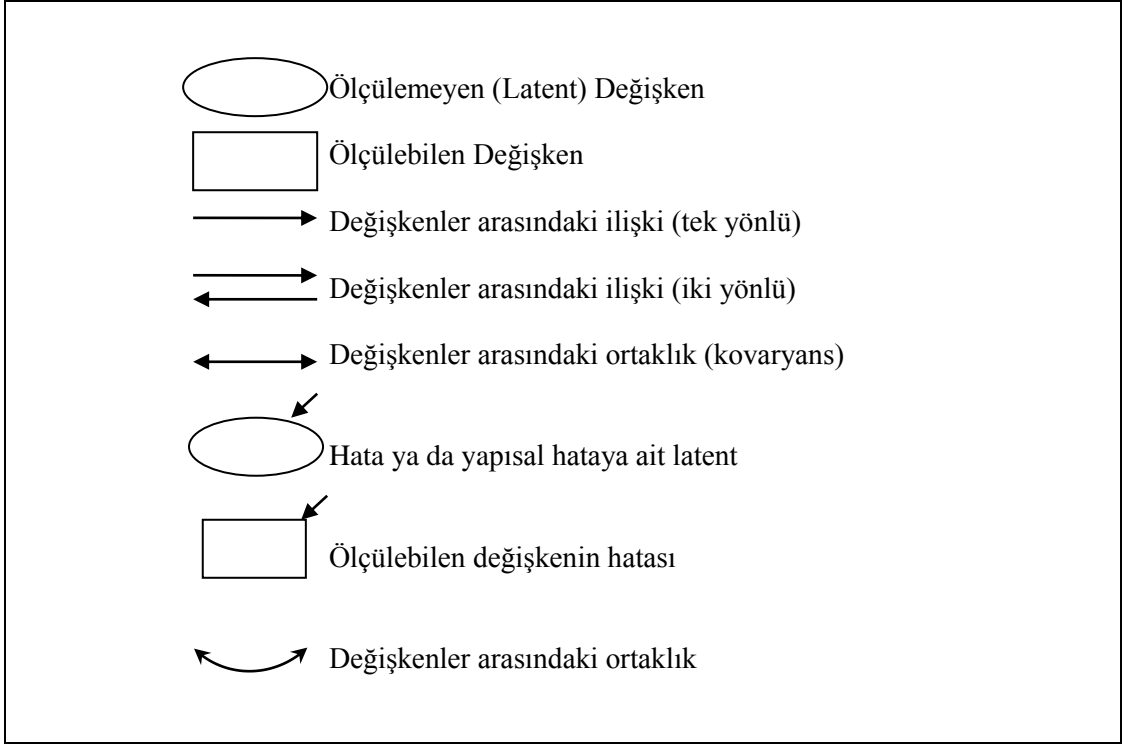 Ölçülemeyen (Latent) Değişken
Ölçülebilen Değişken
Değişkenler arasındaki ilişki (tek yönlü)
Değişkenler arasındaki ilişki (iki yönlü)
Değişkenler arasındaki ortaklık (kovaryans)
Hata ya da yapısal hataya ait latent
Ölçülebilen değişkenin hatası
Değişkenler arasındaki ortaklık